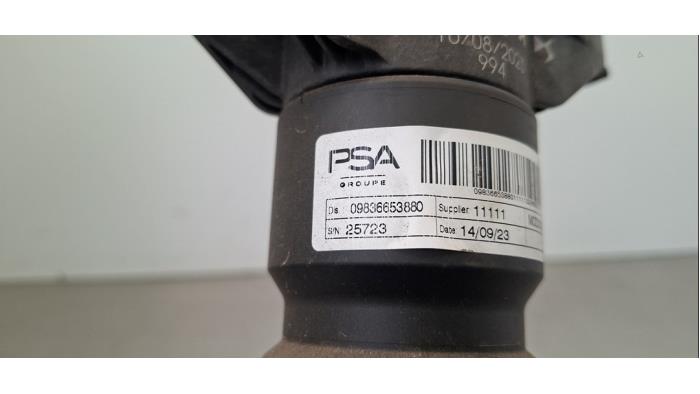 994
PSA
GROUPE
Ds : 09836653880 Supplier: 11111
S/N: 25723 Date: 14/09/23